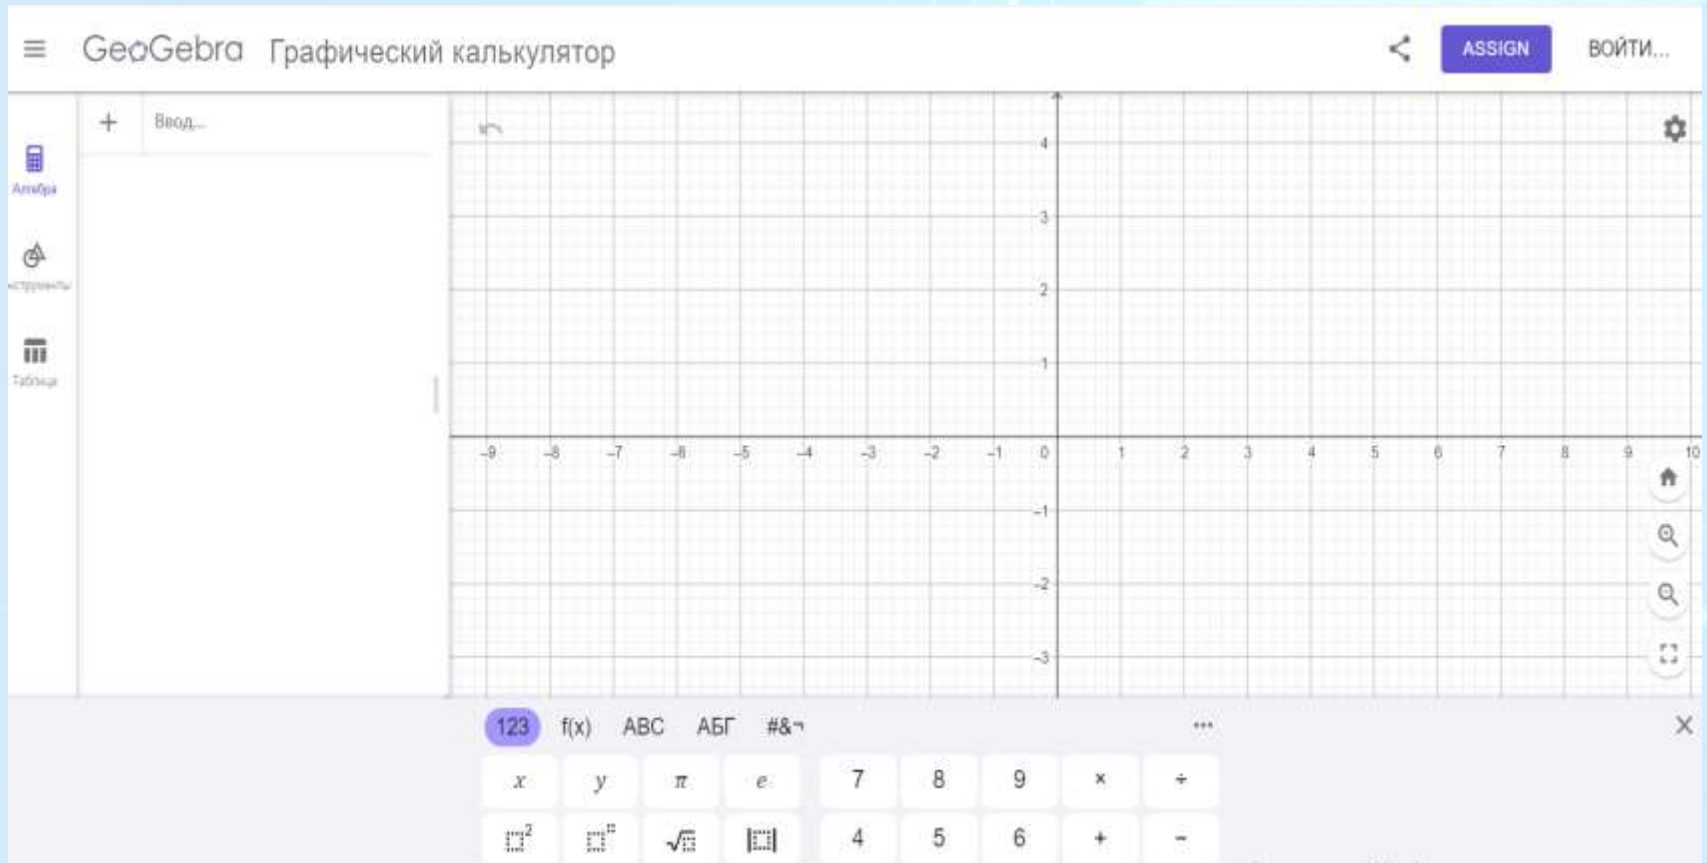 GeoGebra Графический калькулятор
ASSIGN
ВОЙТИ...
Ввод...
Алгебра
нструменты
Таблица
4
3
2
1
–9 –8 –7 –6 –5 –4 –3 –2 –1 0 1 2 3 4 5 6 7 8 9 10
–1
–2
–3
123 f(x) ABC АБГ #&¬ ...
x y π e 7 8 9 × ÷
2 √ 4 5 6 + −